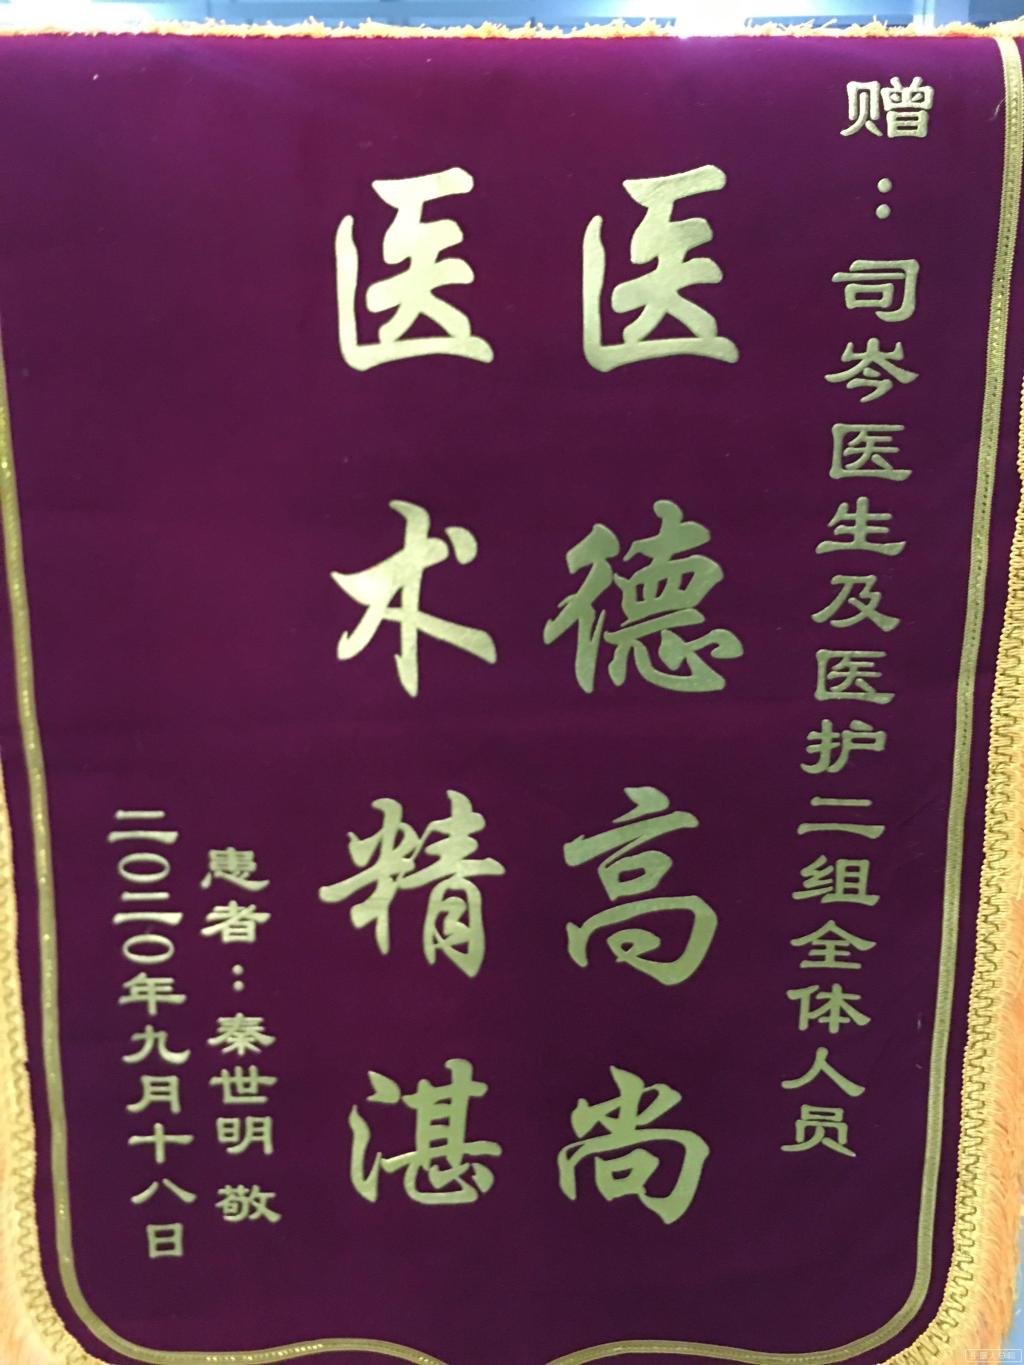 赠：司岑医生及医护二组全体人员
医德高尚
医术精湛
患者：秦世明 敬
二〇二〇年九月十八日